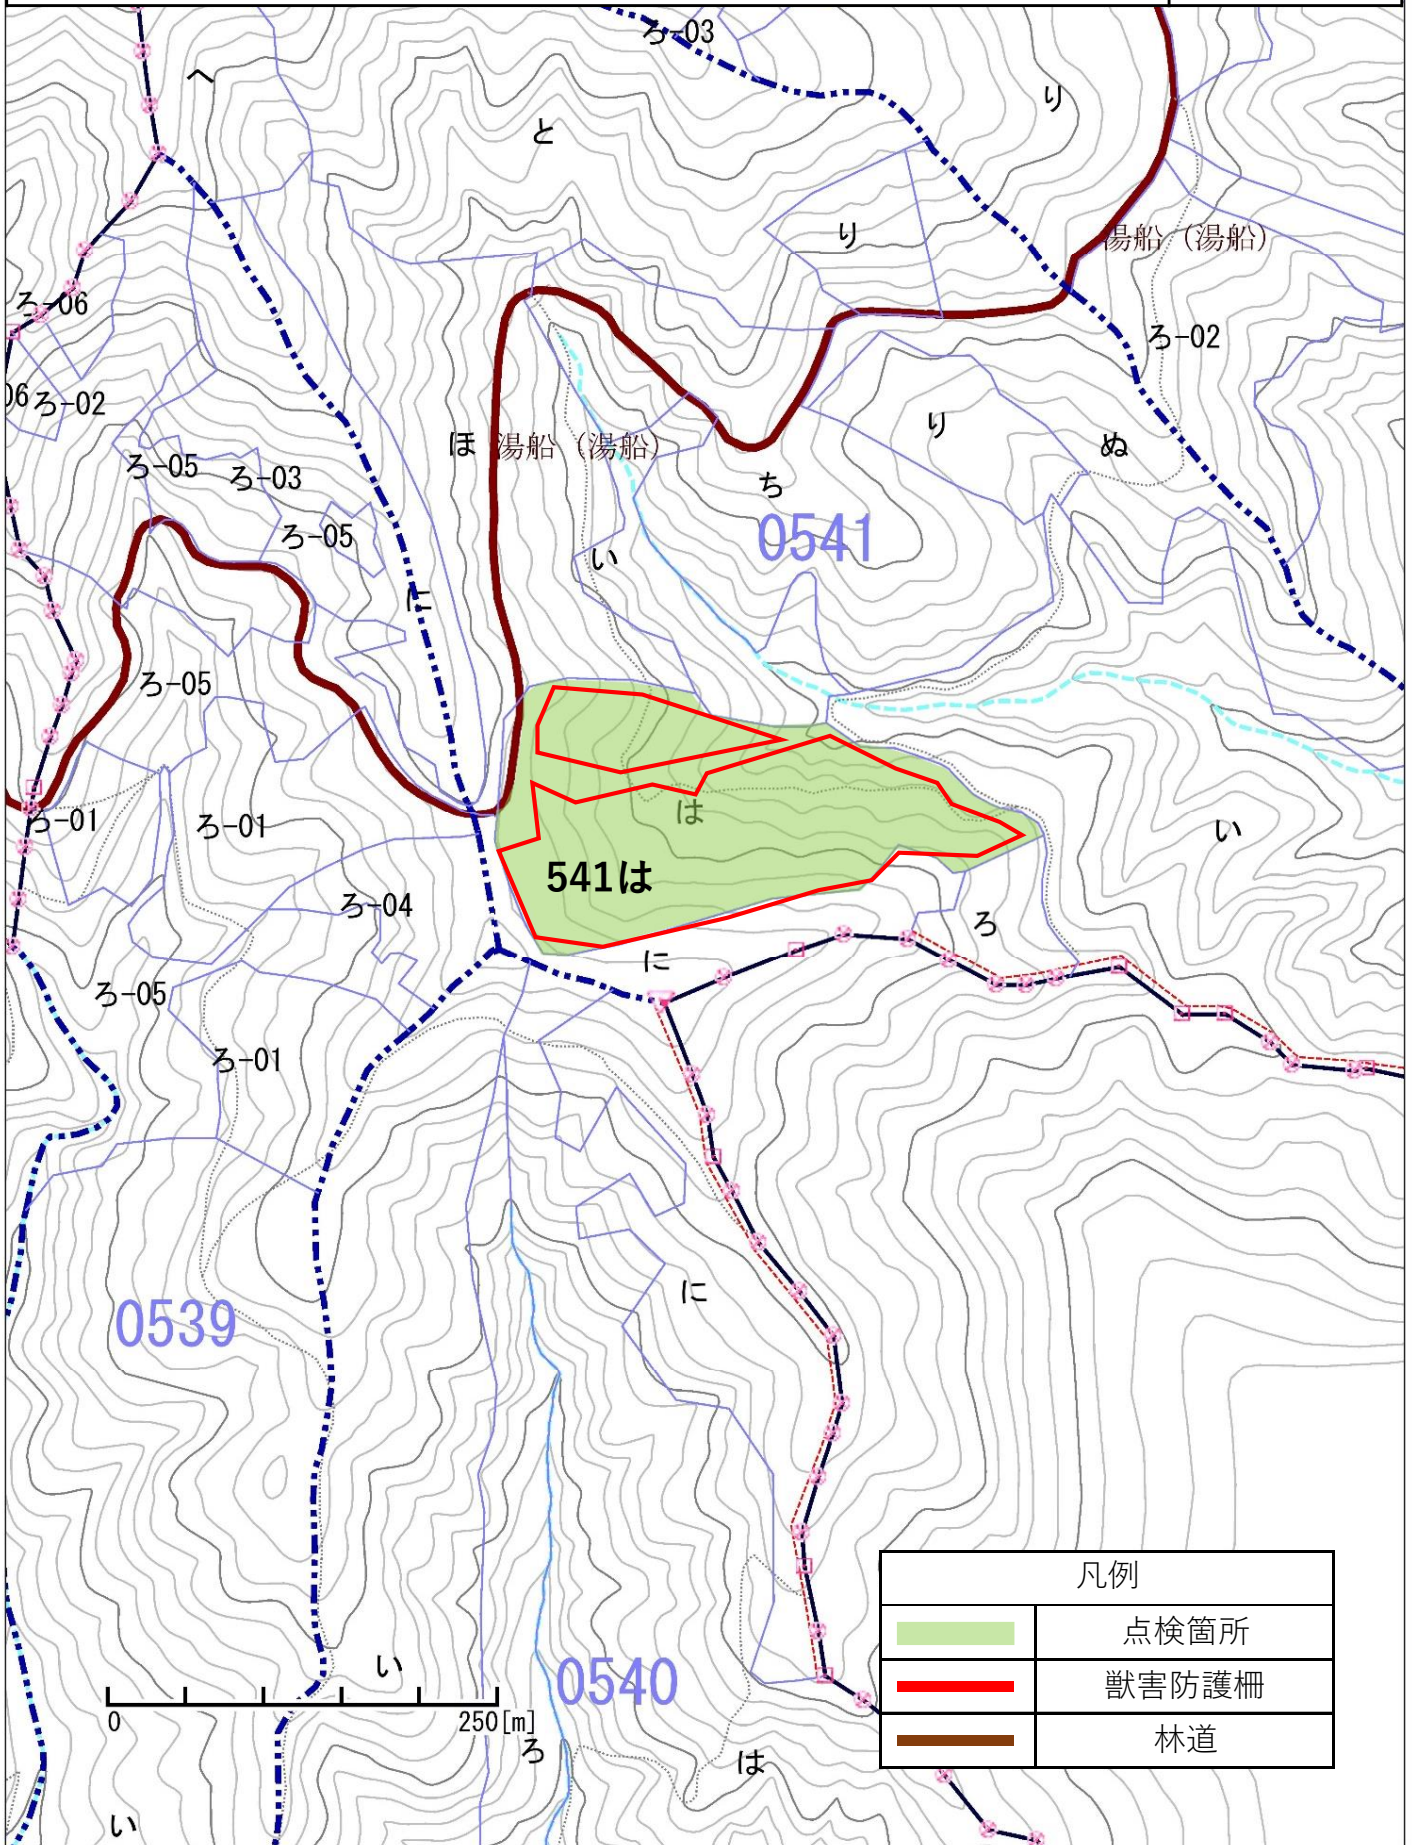 ろ-03
へ
り
と
り
湯船（湯船）
ろ-06
ろ-02
06
ろ-02
り
ほ
湯船（湯船）
ぬ
ろ-05
ろ-03
ち
ろ-05
0541
い
に
ろ-05
は
ろ-01
ろ-01
い
541は
ろ-04
ろ
に
ろ-05
ろ-01
に
0539
凡例
点検箇所
獣害防護柵
林道
い
0540
0
250[m]
ろ
は
い